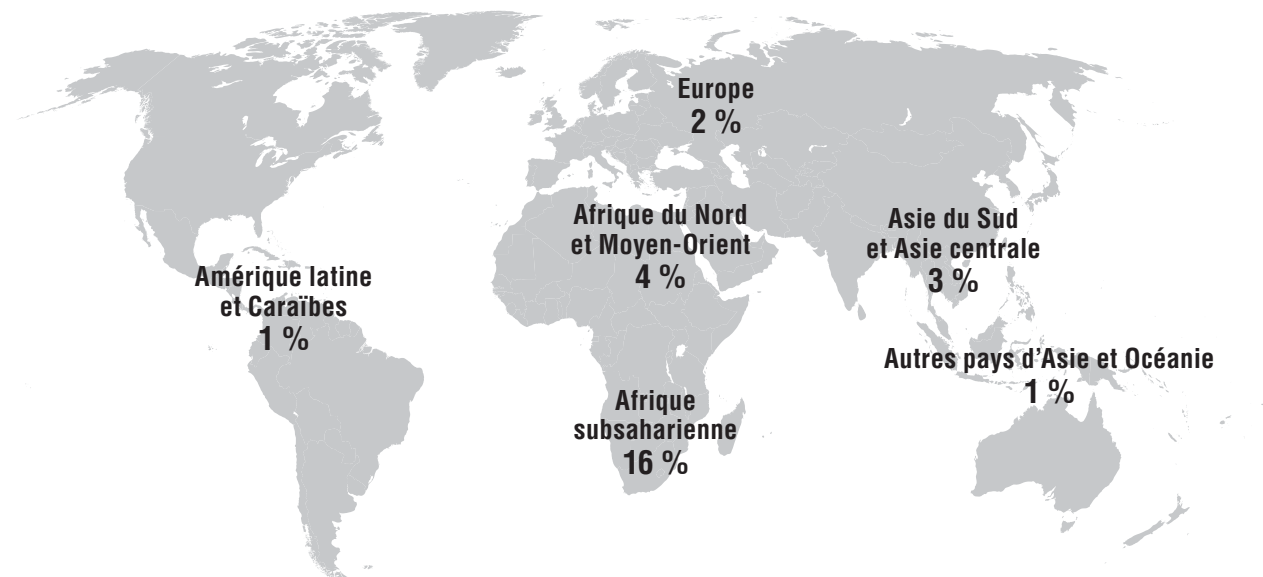 Europe
2 %
Afrique du Nord
et Moyen-Orient
4 %
Asie du Sud
et Asie centrale
3 %
Amérique latine
et Caraïbes
1 %
Autres pays d’Asie et Océanie
1 %
Afrique
subsaharienne
16 %